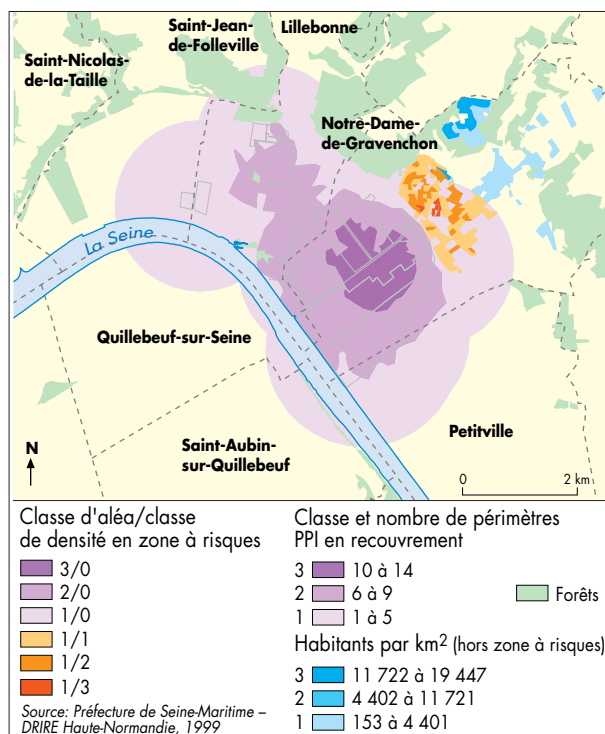 Saint-Jean-
de-Folleville
Lillebonne
Saint-Nicolas-
de-la-Taille
Notre-Dame-
de-Gravenchon
La Seine
Quillebeuf-sur-Seine
Saint-Aubin-
sur-Quillebeuf
Petitville
N
0 2 km
Classe d'aléa/classe
de densité en zone à risques
3/0
2/0
1/0
1/1
1/2
1/3
Source: Préfecture de Seine-Maritime –
DRIRE Haute-Normandie, 1999
Classe et nombre de périmètres
PPI en recouvrement
3 10 à 14
2 6 à 9
1 1 à 5
Forêts
Habitants par km² (hors zone à risques)
3 11 722 à 19 447
2 4 402 à 11 721
1 153 à 4 401